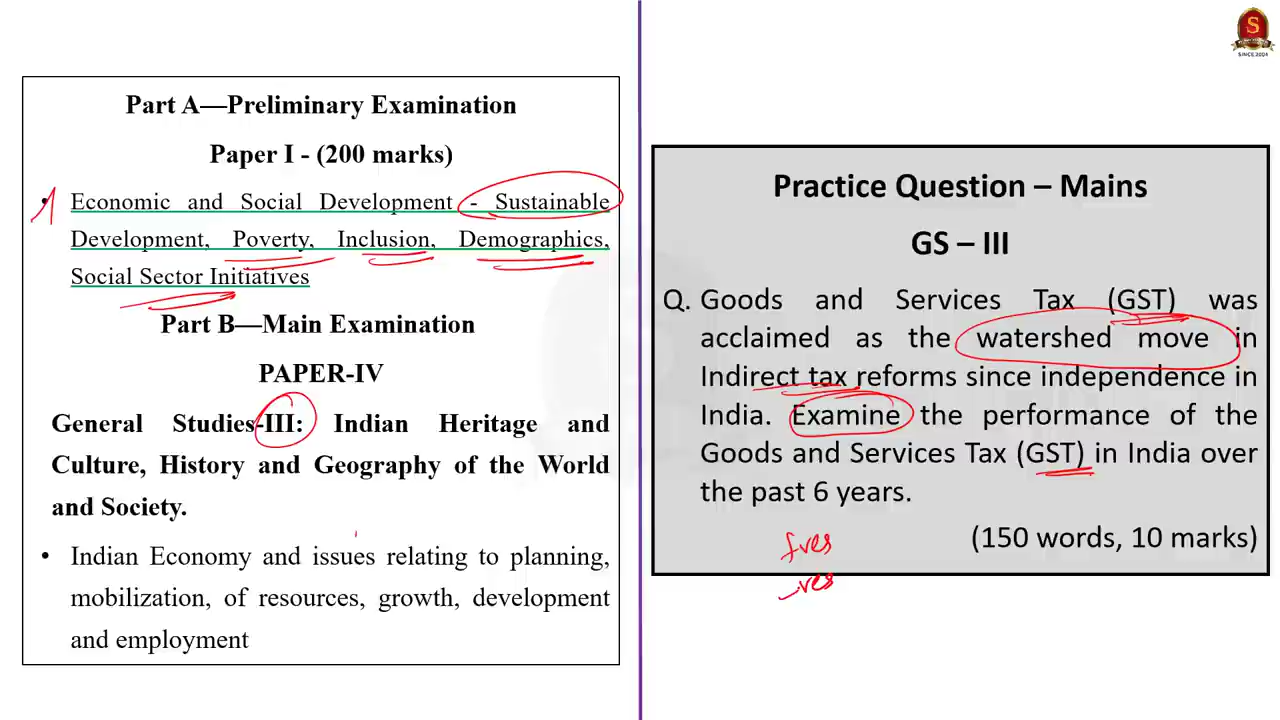 Part A—Preliminary Examination
Paper I - (200 marks)
• Economic and Social Development - Sustainable
Development, Poverty, Inclusion, Demographics,
Social Sector Initiatives
Part B—Main Examination
PAPER-IV
General Studies-III: Indian Heritage and
Culture, History and Geography of the World
and Society.
• Indian Economy and issues relating to planning,
mobilization, of resources, growth, development
and employment
S
SINCE 2004
Practice Question – Mains
GS – III
Q. Goods and Services Tax (GST) was
acclaimed as the watershed move in
Indirect tax reforms since independence in
India. Examine the performance of the
Goods and Services Tax (GST) in India over
the past 6 years.
(150 words, 10 marks)
+ves
-ves